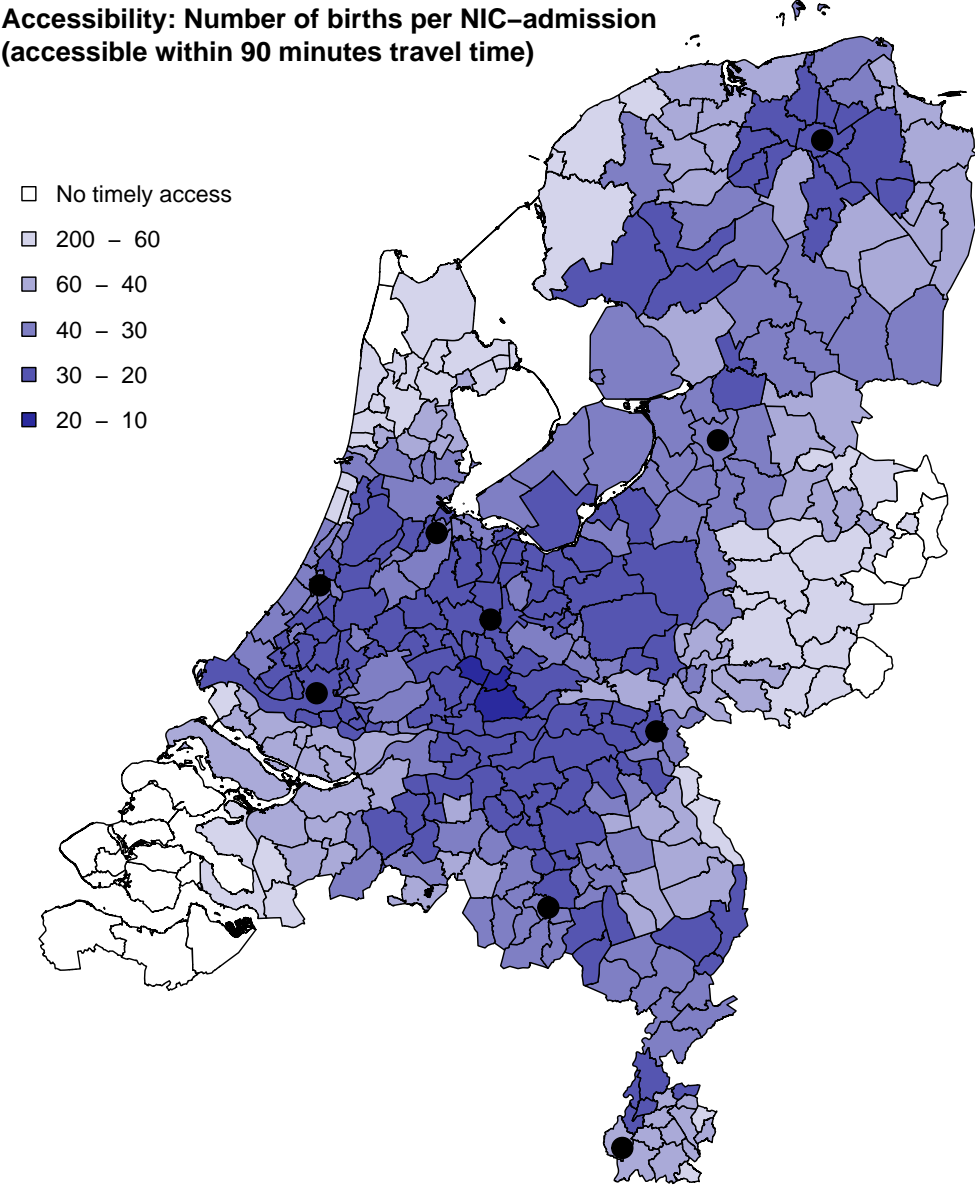 Accessibility: Number of births per NIC−admission
(accessible within 90 minutes travel time)
No timely access
200 − 60
60 − 40
40 − 30
30 − 20
20 − 10